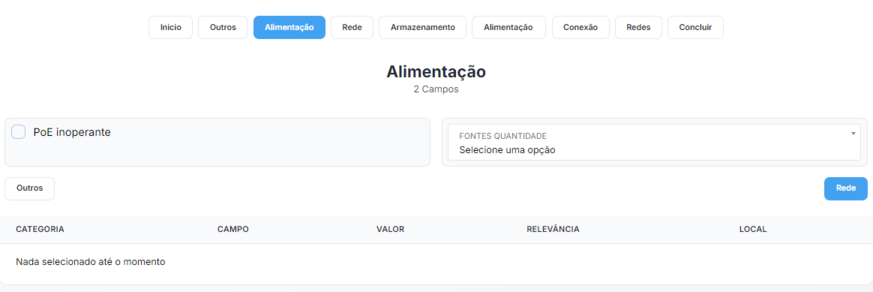 Inicio Outros Alimentação Rede Armazenamento Alimentação Conexão Redes Concluir
Alimentação
2 Campos
PoE inoperante
FONTES QUANTIDADE
Selecione uma opção
Outros Rede
CATEGORIA CAMPO VALOR RELEVÂNCIA LOCAL
Nada selecionado até o momento